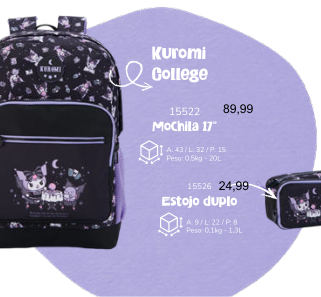 Kuromi
College
KUROMI
15522 89,99
Mochila 17"
A: 43 / L: 32 / P: 15
Peso: 0,5kg - 20L
15526 24,99
Estojo duplo
A: 9 / L: 22 / P: 8
Peso: 0,1kg - 1,3L